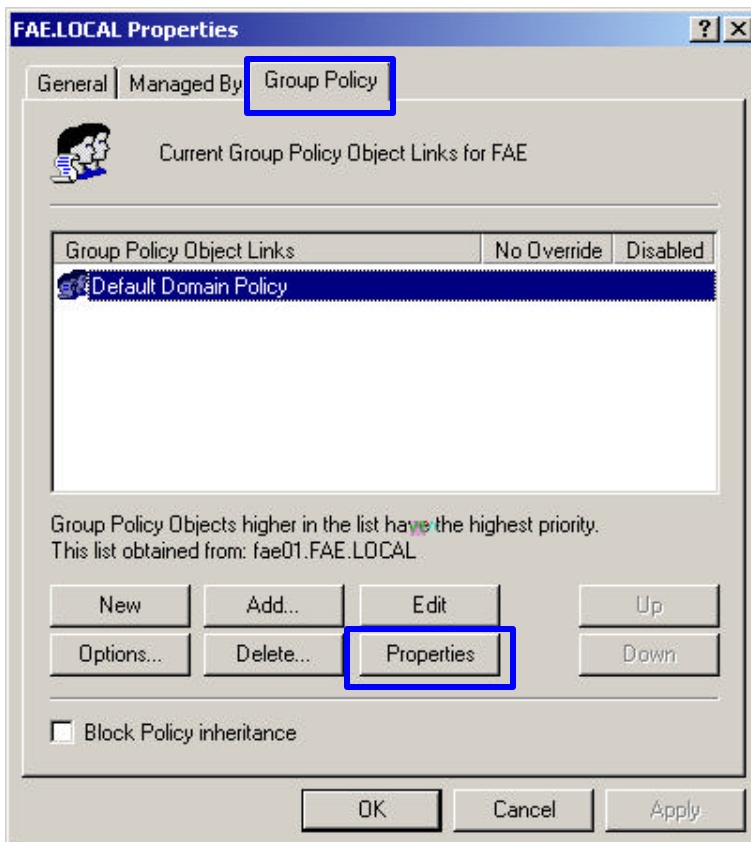 FAE.LOCAL Properties
General Managed By Group Policy
Current Group Policy Object Links for FAE
Group Policy Object Links No Override Disabled
Default Domain Policy
Group Policy Objects higher in the list have the highest priority.
This list obtained from: fae01.FAE.LOCAL
New Add... Edit Up
Options... Delete... Properties Down
Block Policy inheritance
OK Cancel Apply